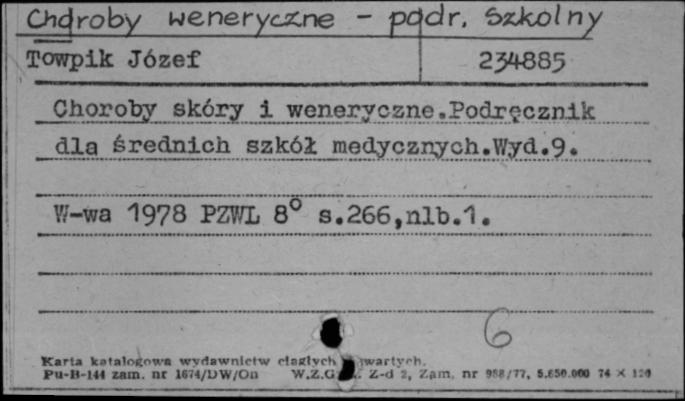 Choroby weneryczne - podr. szkolny
Towpik Józef 234885
Choroby skóry i weneryczne.Podręcznik
dla średnich szkół medycznych.Wyd.9.
W-wa 1978 PZWL 8° s.266,nlb.1.
6
Karta katalogowa wydawnictw ciągłych
Pu-B-144 zam. nr 1674/DW/On W.Z.G Z-d 2, Zam. nr 988/77, 5.650.000 74 × 120